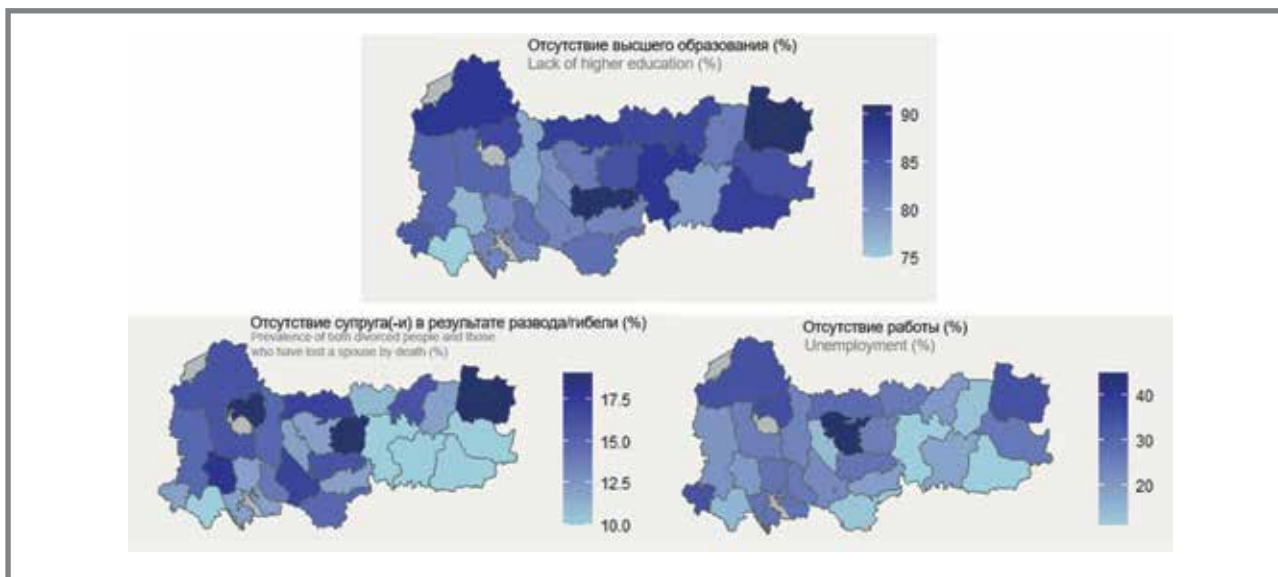 Отсутствие высшего образования (%)
Lack of higher education (%)
90
85
80
75
Отсутствие супруга(-и) в результате развода/гибели (%)
Prevalence of both divorced people and those
who have lost a spouse by death (%)
17.5
15.0
12.5
10.0
Отсутствие работы (%)
Unemployment (%)
40
30
20